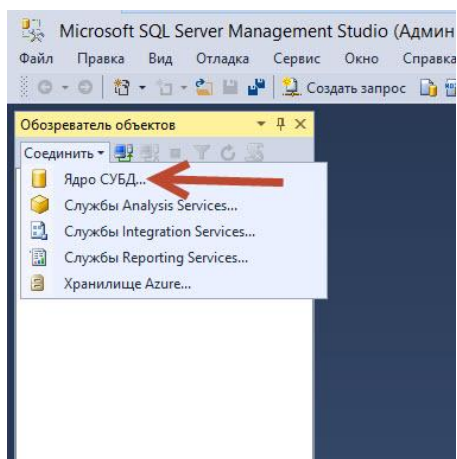 Microsoft SQL Server Management Studio (Админ
Файл Правка Вид Отладка Сервис Окно Справка
Создать запрос
Обозреватель объектов
Соединить
Ядро СУБД...
Службы Analysis Services...
Службы Integration Services...
Службы Reporting Services...
Хранилище Azure...